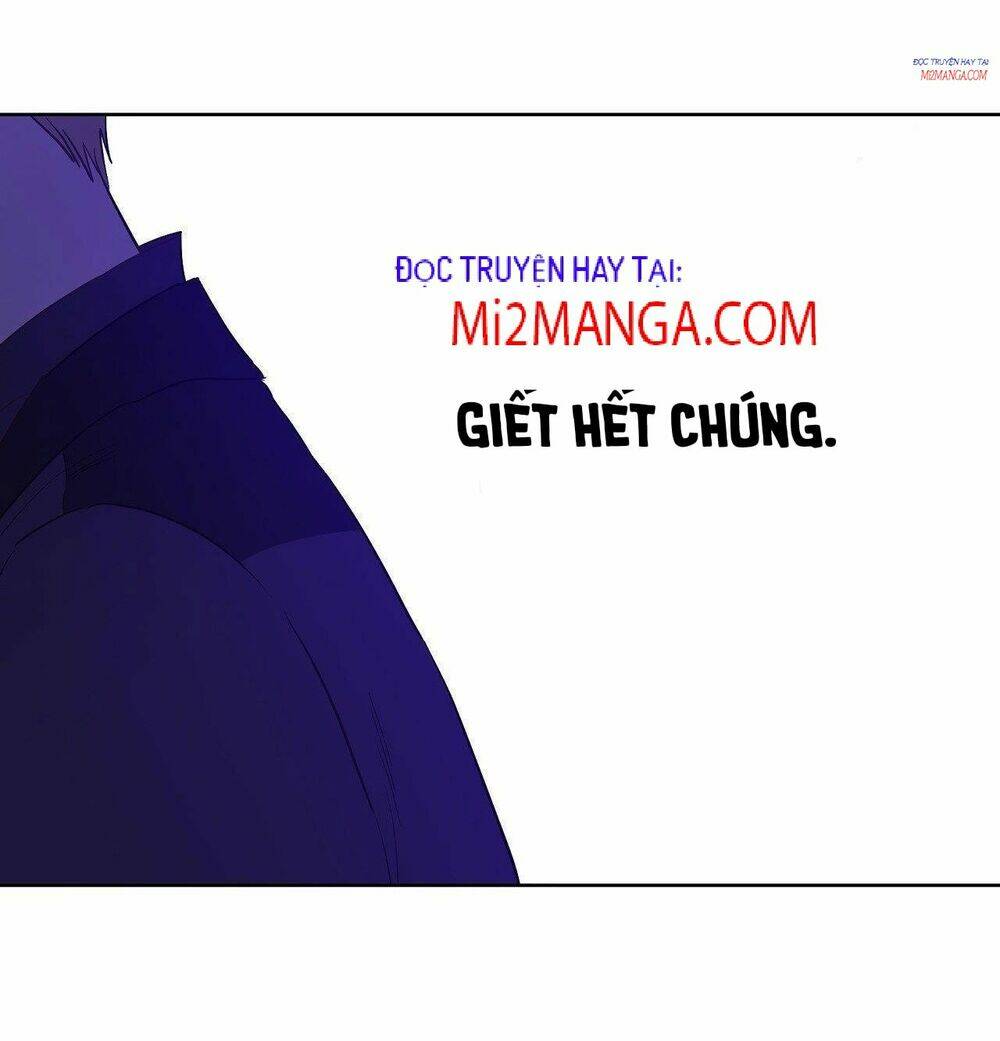 ĐỌC TRUYỆN HAY TẠI
MI2MANGA.COM
ĐỌC TRUYỆN HAY TẠI:
Mi2MANGA.COM
GIẾT HẾT CHÚNG.